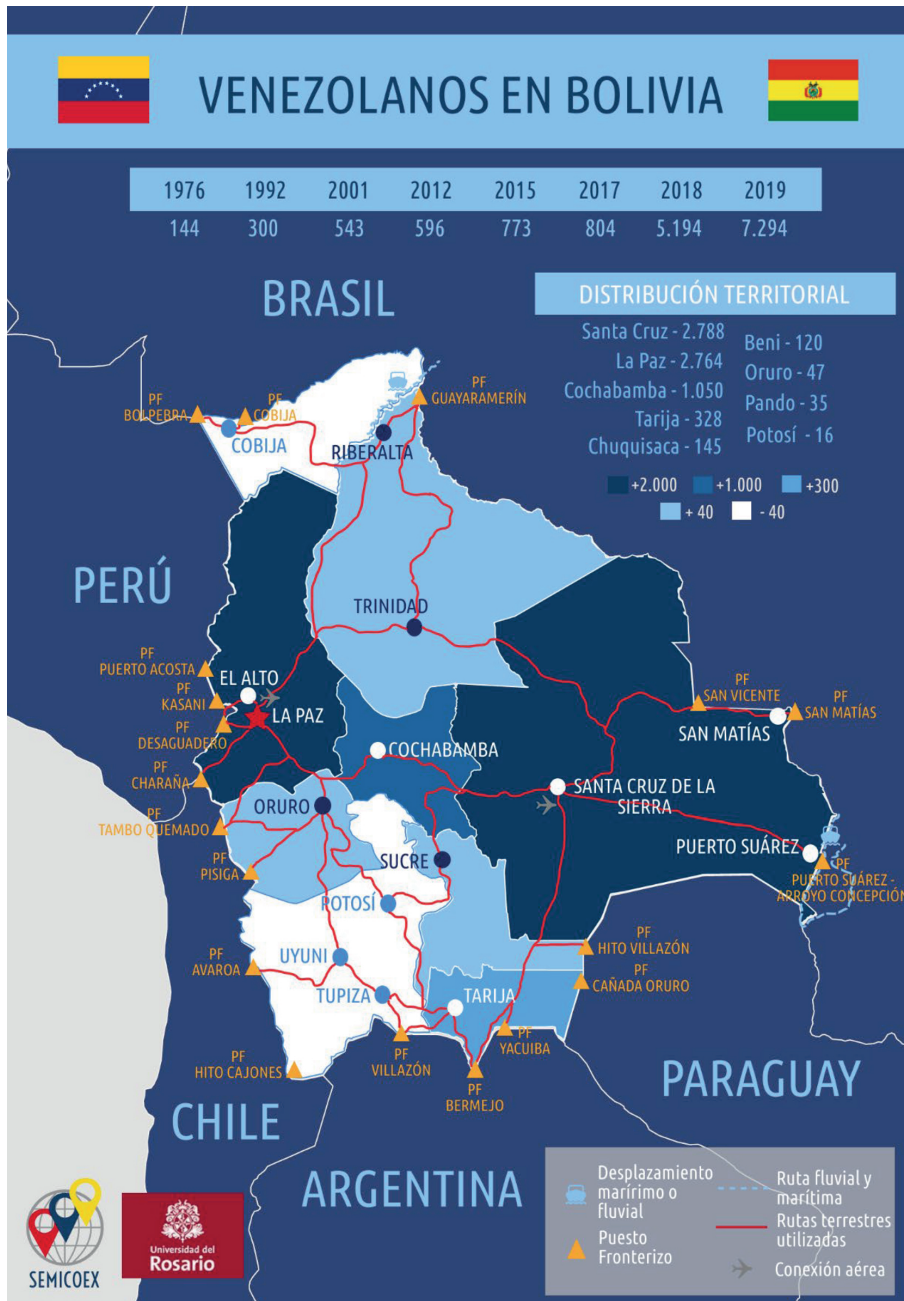 VENEZOLANOS EN BOLIVIA
1976 1992 2001 2012 2015 2017 2018 2019
144 300 543 596 773 804 5.194 7.294
BRASIL
DISTRIBUCIÓN TERRITORIAL
Santa Cruz - 2.788
La Paz - 2.764
Cochabamba - 1.050
Tarija - 328
Chuquisaca - 145
Beni - 120
Oruro - 47
Pando - 35
Potosí - 16
+2.000 +1.000 +300
+ 40 - 40
PF
BOLPEBRA
PF
COBIJA
COBIJA
PF
GUAYARAMERÍN
RIBERALTA
PERÚ
TRINIDAD
PF
PUERTO ACOSTA
EL ALTO
PF
KASANI
LA PAZ
PF
DESAGUADERO
PF
CHARAÑA
COCHABAMBA
PF
SAN VICENTE
PF
SAN MATÍAS
SAN MATÍAS
SANTA CRUZ DE LA
SIERRA
ORURO
PF
TAMBO QUEMADO
PF
PISIGA
SUCRE
PUERTO SUÁREZ
PF
PUERTO SUÁREZ -
ARROYO CONCEPCIÓN
POTOSÍ
UYUNI
PF
AVAROA
PF
HITO VILLAZÓN
PF
CAÑADA ORURO
TUPIZA
TARIJA
PF
YACUIBA
PF
VILLAZÓN
PF
HITO CAJONES
PF
BERMEJO
PARAGUAY
CHILE
ARGENTINA
Desplazamiento
marírimo o
fluvial
Puesto
Fronterizo
Ruta fluvial y
marítima
Rutas terrestres
utilizadas
Conexión aérea
SEMICOEX
Universidad del
Rosario